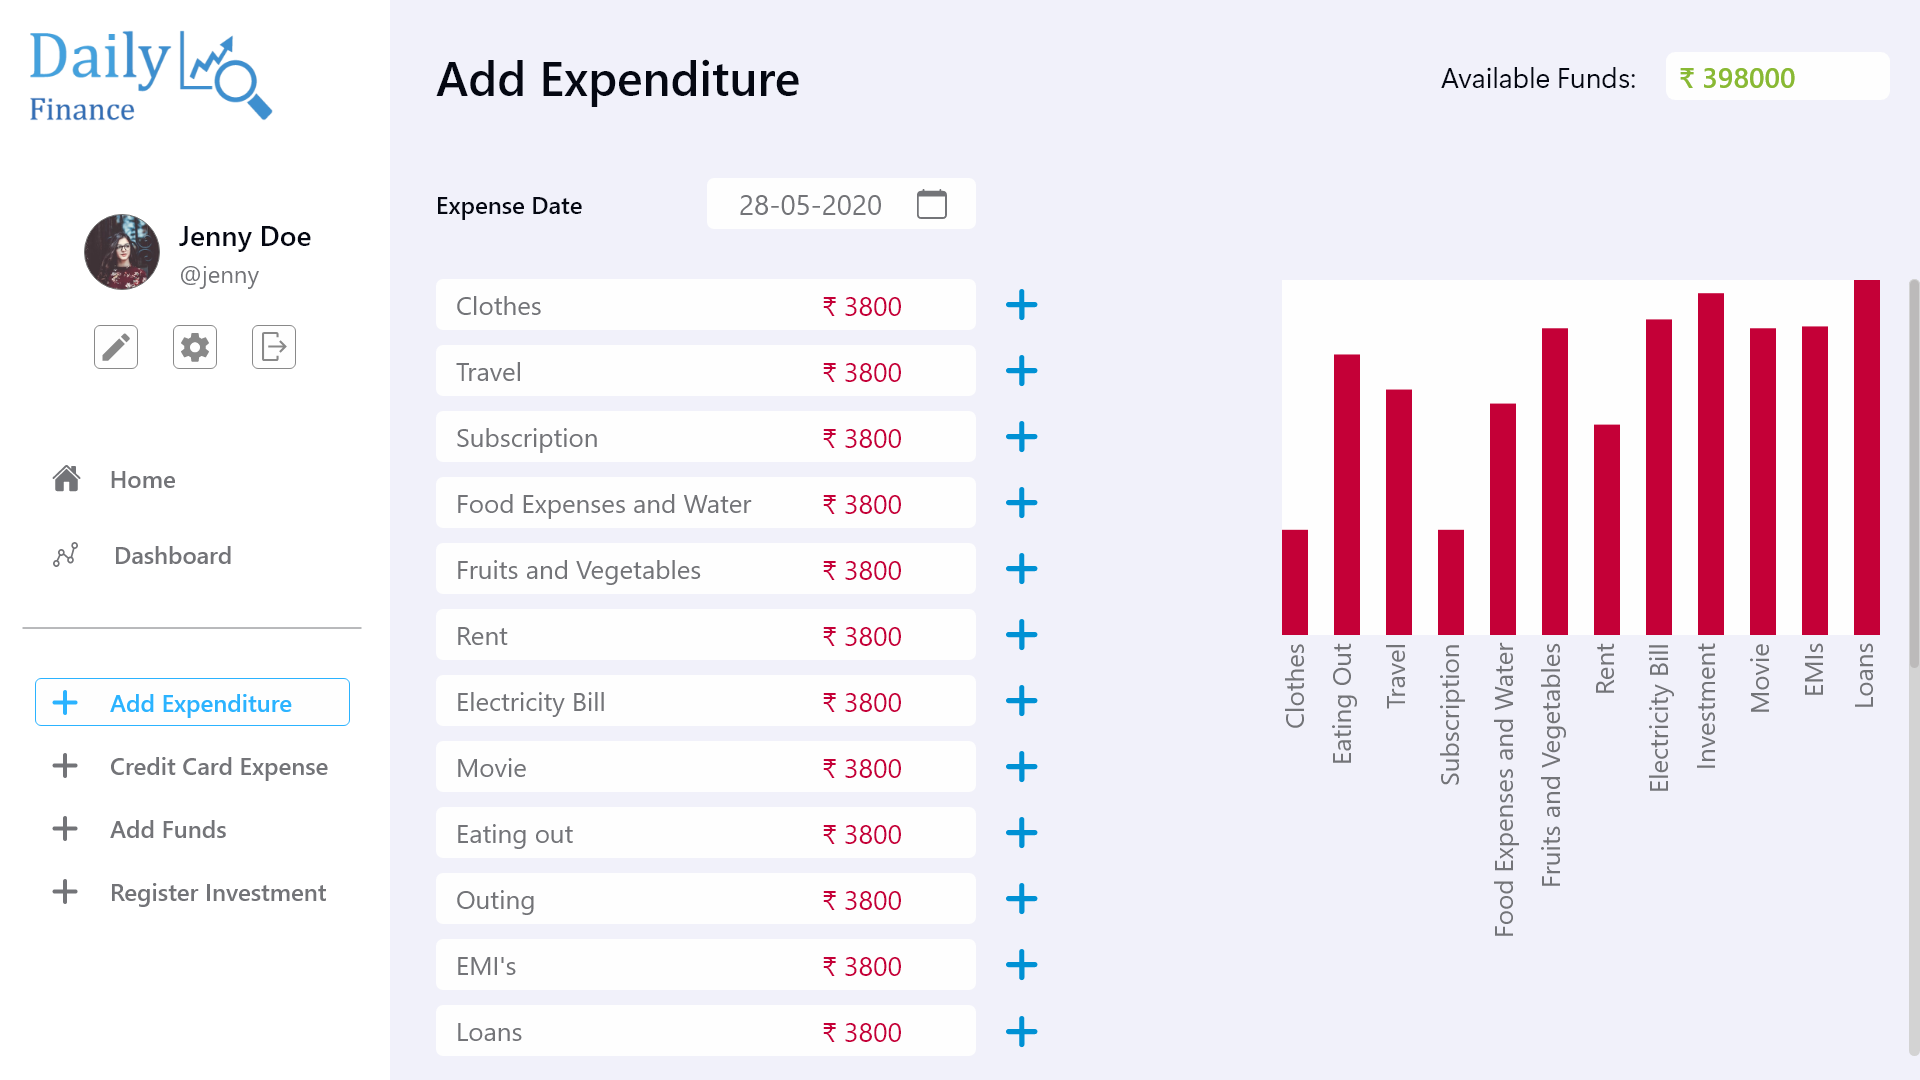 Daily
Finance
Jenny Doe
@jenny
Home
Dashboard
Add Expenditure
Credit Card Expense
Add Funds
Register Investment
Add Expenditure
Available Funds: ₹ 398000
Expense Date 28-05-2020
Clothes ₹ 3800
Travel ₹ 3800
Subscription ₹ 3800
Food Expenses and Water ₹ 3800
Fruits and Vegetables ₹ 3800
Rent ₹ 3800
Electricity Bill ₹ 3800
Movie ₹ 3800
Eating out ₹ 3800
Outing ₹ 3800
EMI's ₹ 3800
Loans ₹ 3800
Clothes
Eating Out
Travel
Subscription
Food Expenses and Water
Fruits and Vegetables
Rent
Electricity Bill
Investment
Movie
EMIs
Loans